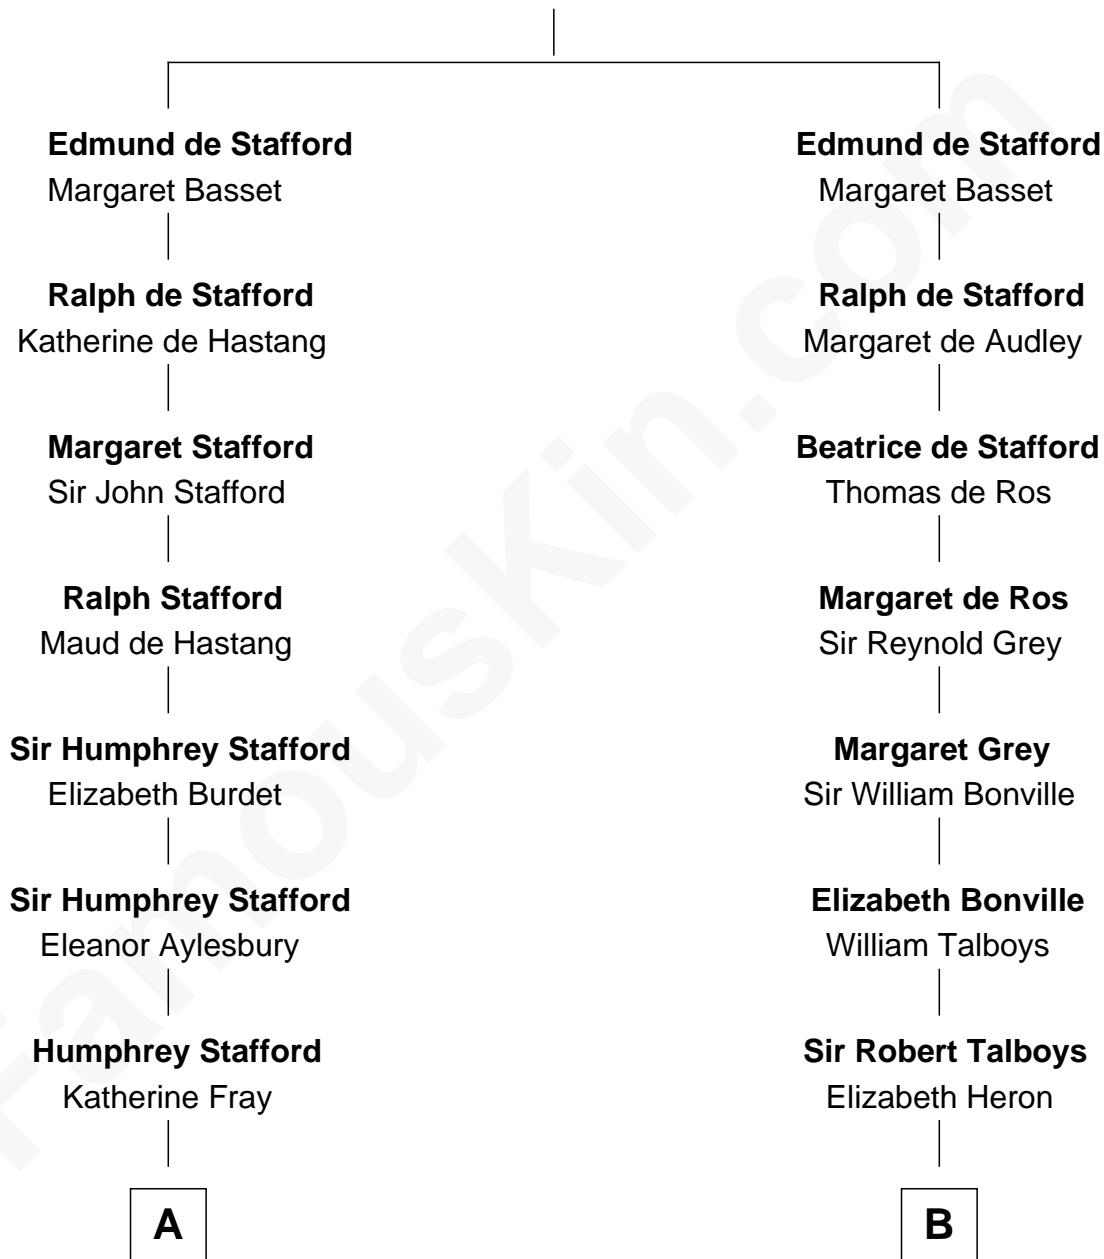 Edmund de Stafford
Margaret Basset
Ralph de Stafford
Katherine de Hastang
Margaret Stafford
Sir John Stafford
Ralph Stafford
Maud de Hastang
Sir Humphrey Stafford
Elizabeth Burdet
Sir Humphrey Stafford
Eleanor Aylesbury
Humphrey Stafford
Katherine Fray
A
Edmund de Stafford
Margaret Basset
Ralph de Stafford
Margaret de Audley
Beatrice de Stafford
Thomas de Ros
Margaret de Ros
Sir Reynold Grey
Margaret Grey
Sir William Bonville
Elizabeth Bonville
William Talboys
Sir Robert Talboys
Elizabeth Heron
B
FamousKin.com